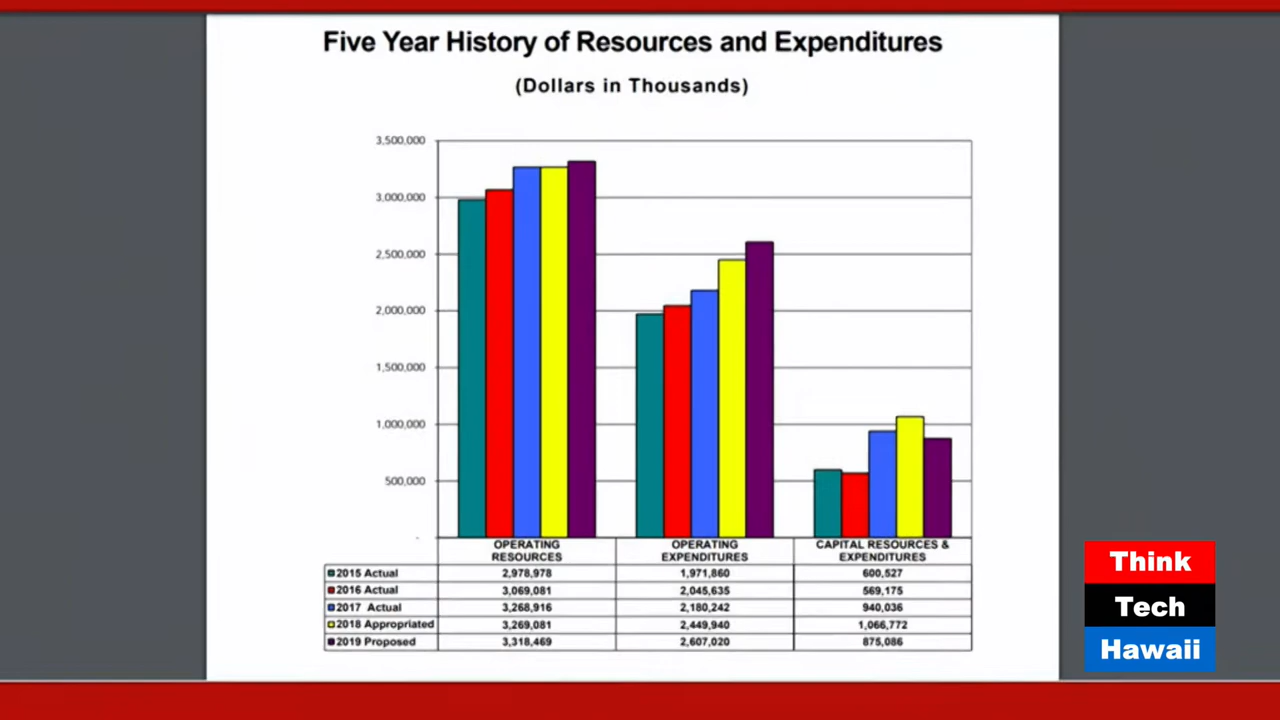 Five Year History of Resources and Expenditures
(Dollars in Thousands)
3,500,000
3,000,000
2,500,000
2,000,000
1,500,000
1,000,000
500,000
-
OPERATING RESOURCES OPERATING EXPENDITURES CAPITAL RESOURCES & EXPENDITURES
2015 Actual 2,978,978 1,971,860 600,527
2016 Actual 3,069,081 2,045,635 569,175
2017 Actual 3,268,916 2,180,242 940,036
2018 Appropriated 3,269,081 2,449,940 1,066,772
2019 Proposed 3,318,469 2,607,020 875,086
Think
Tech
Hawaii